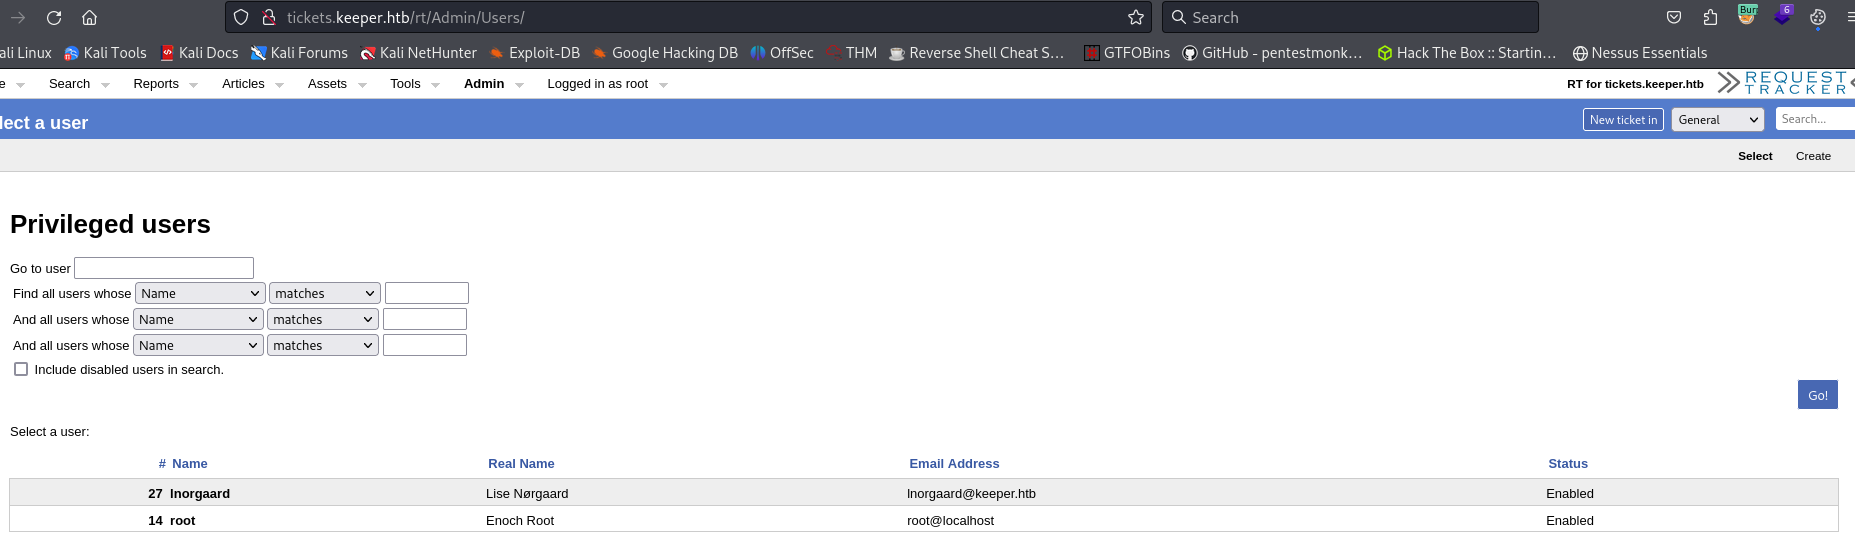 tickets.keeper.htb/rt/Admin/Users/ Search 6
ali Linux Kali Tools Kali Docs Kali Forums Kali NetHunter Exploit-DB Google Hacking DB OffSec THM Reverse Shell Cheat S… GTFOBins GitHub - pentestmonk… Hack The Box :: Startin… Nessus Essentials
e Search Reports Articles Assets Tools Admin Logged in as root RT for tickets.keeper.htb REQUEST TRACKER
lect a user New ticket in General Search...
Select Create
Privileged users
Go to user
Find all users whose Name matches
And all users whose Name matches
And all users whose Name matches
Include disabled users in search.
Go!
Select a user:
# Name Real Name Email Address Status
27 lnorgaard Lise Nørgaard lnorgaard@keeper.htb Enabled
14 root Enoch Root root@localhost Enabled